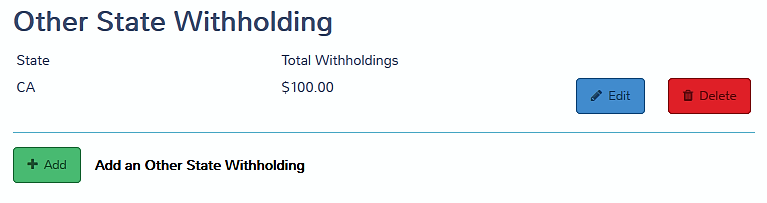 Other State Withholding
State Total Withholdings
CA $100.00 Edit Delete
Add Add an Other State Withholding